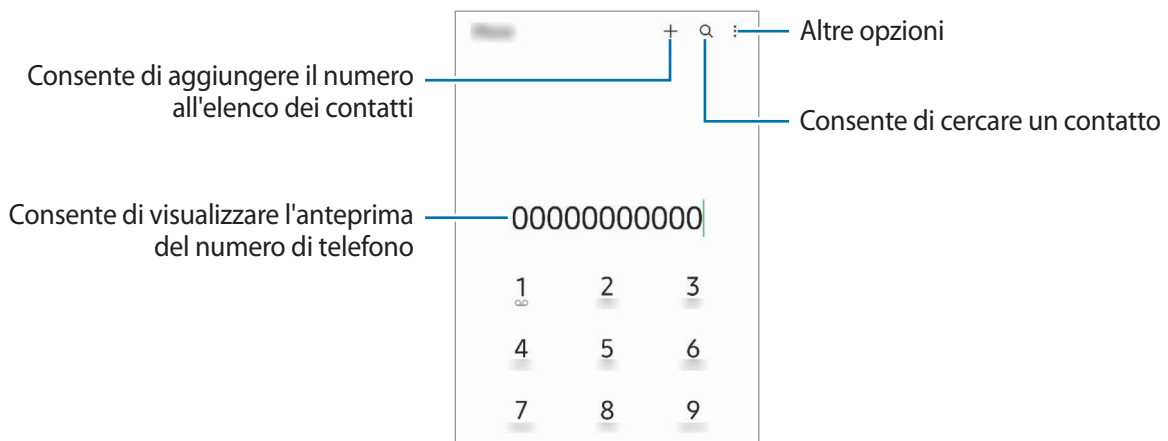 Altre opzioni
Consente di aggiungere il numero
all'elenco dei contatti
Consente di cercare un contatto
Consente di visualizzare l'anteprima
del numero di telefono
00000000000
1 2 3
4 5 6
7 8 9